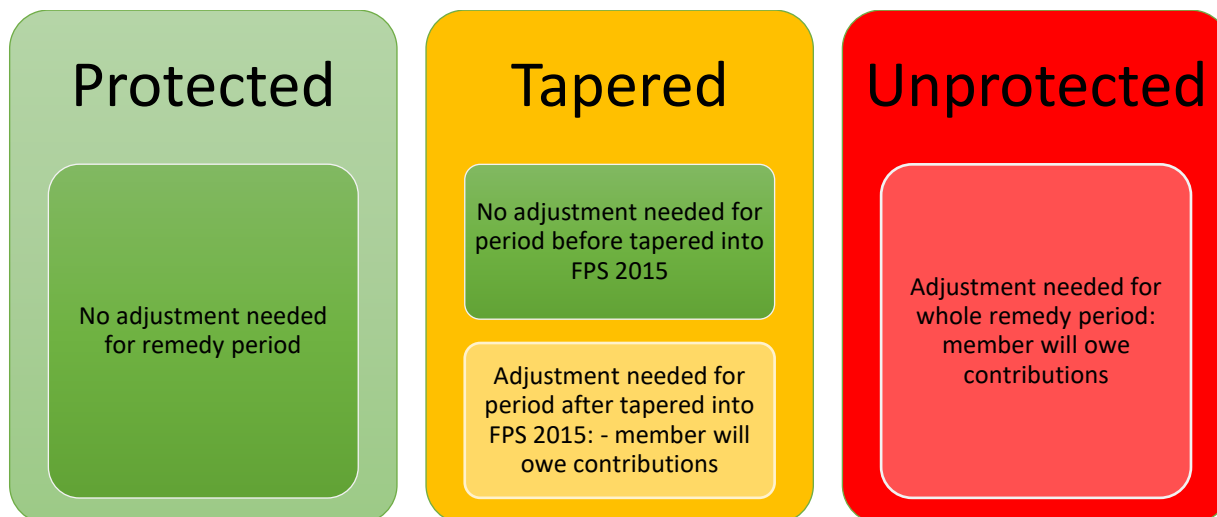 Protected
No adjustment needed
for remedy period
Tapered
No adjustment needed for
period before tapered into
FPS 2015
Adjustment needed for
period after tapered into
FPS 2015: - member will
owe contributions
Unprotected
Adjustment needed for
whole remedy period:
member will owe
contributions